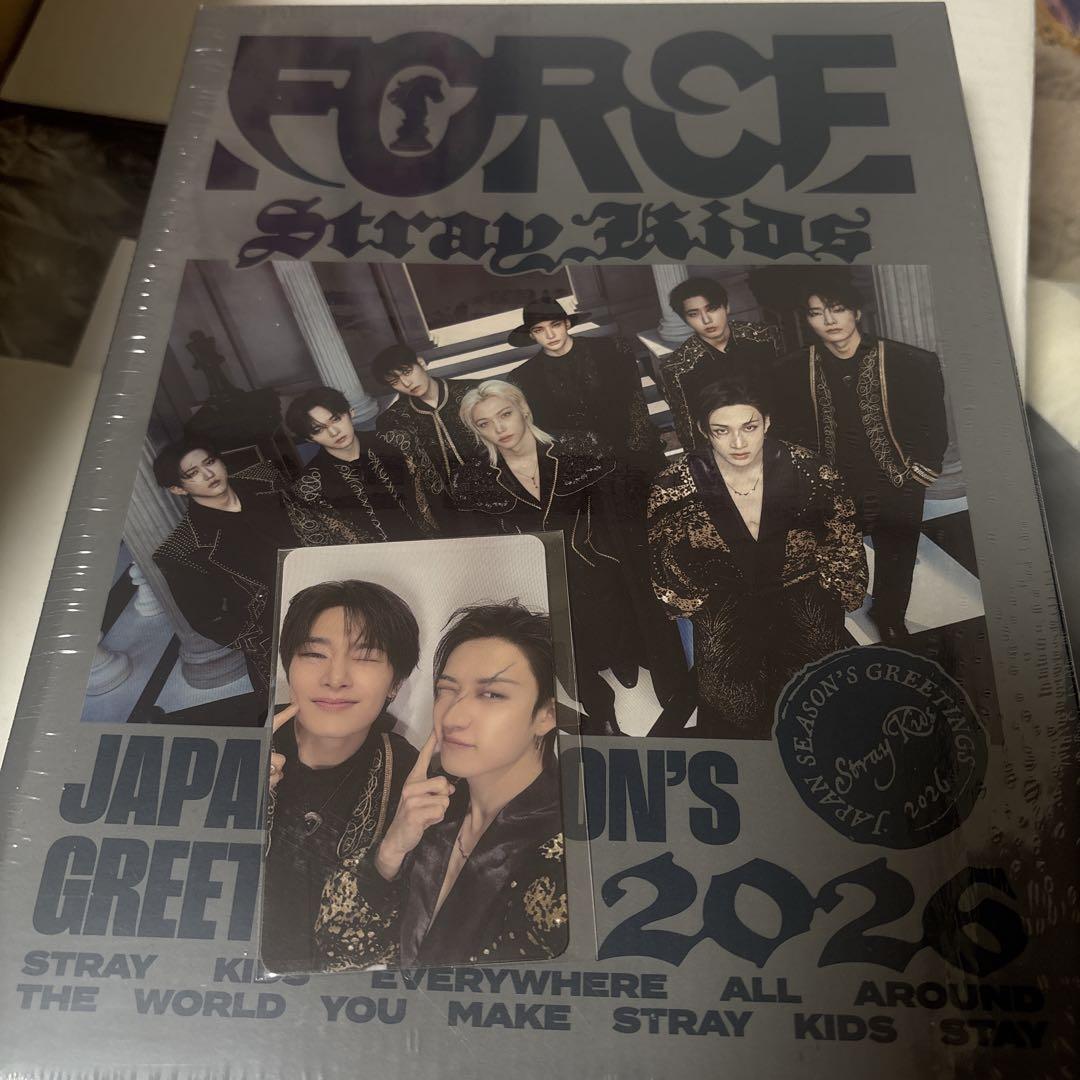 FORCE
Stray Kids
JAPAN SEASON'S GREETINGS
Stray Kids
2026
JAPA ON'S
GREET 2026
STRAY KIDS EVERYWHERE ALL AROUND
THE WORLD YOU MAKE STRAY KIDS STAY